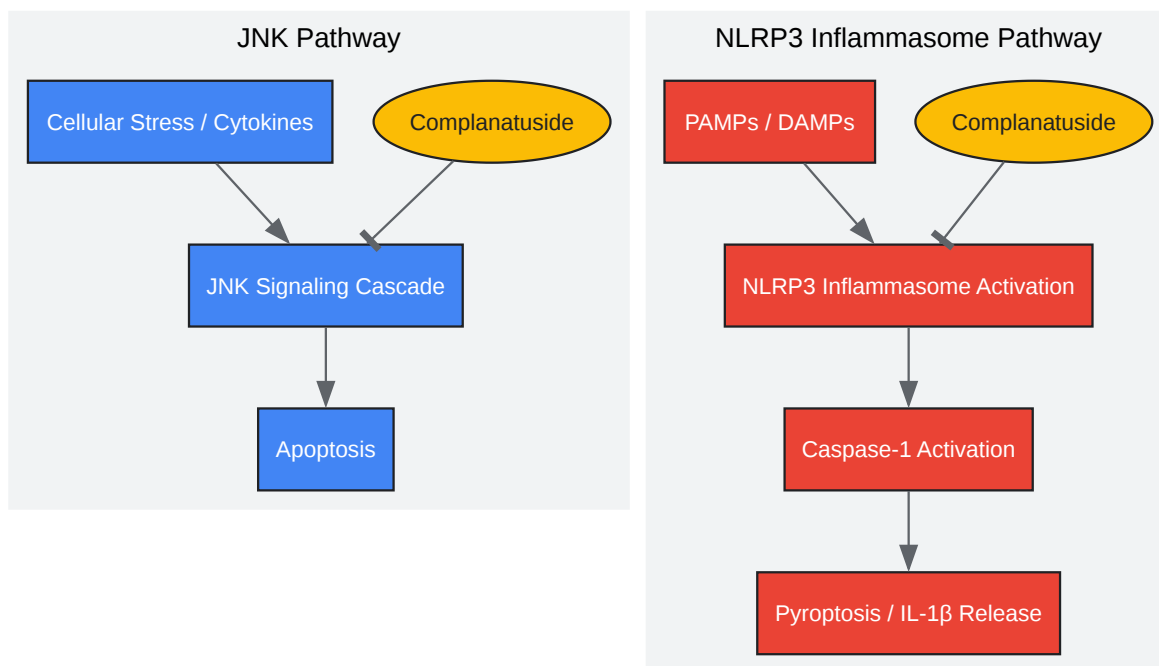 JNK Pathway
Cellular Stress / Cytokines
Complanatuside
JNK Signaling Cascade
Apoptosis
NLRP3 Inflammasome Pathway
PAMPs / DAMPs
Complanatuside
NLRP3 Inflammasome Activation
Caspase-1 Activation
Pyroptosis / IL-1β Release